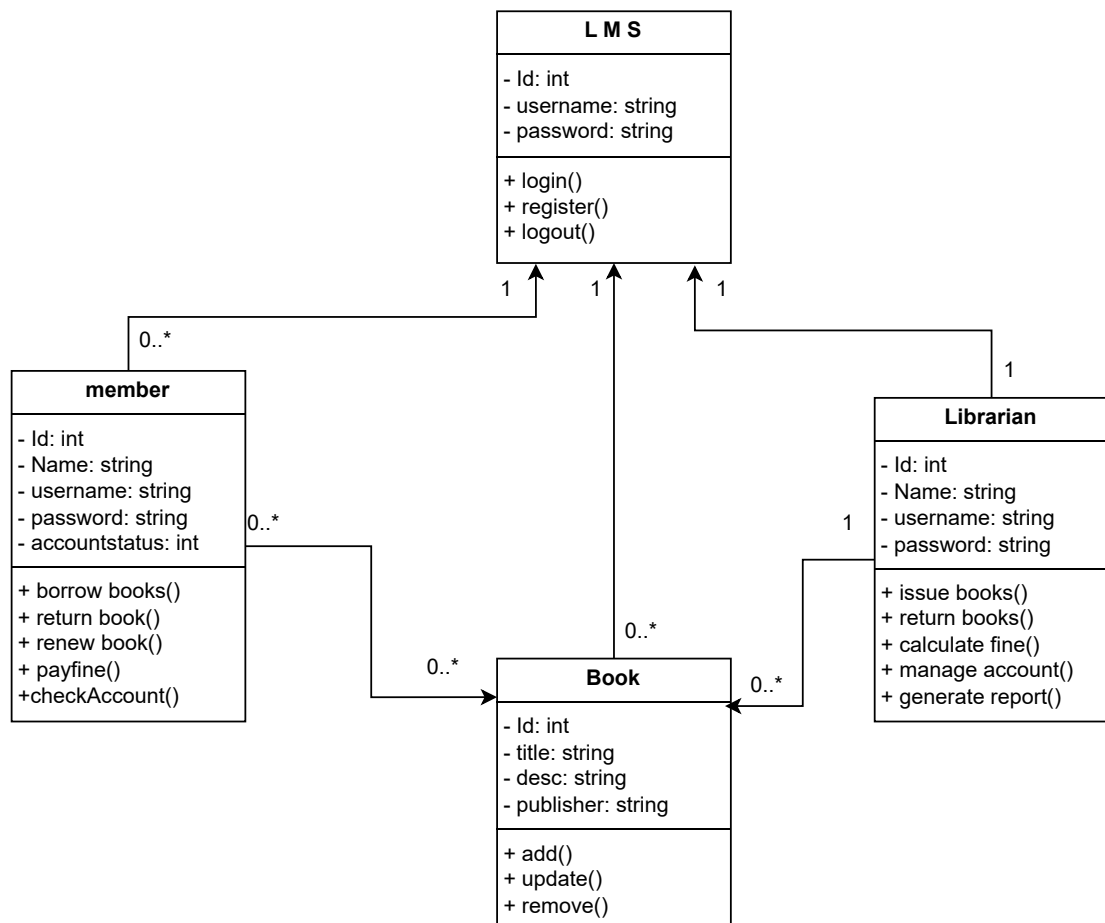 L M S
- Id: int
- username: string
- password: string
+ login()
+ register()
+ logout()
1
1
1
0..*
1
member
- Id: int
- Name: string
- username: string
- password: string
- accountstatus: int
+ borrow books()
+ return book()
+ renew book()
+ payfine()
+checkAccount()
0..*
0..*
Librarian
- Id: int
- Name: string
- username: string
- password: string
+ issue books()
+ return books()
+ calculate fine()
+ manage account()
+ generate report()
1
0..*
0..*
Book
- Id: int
- title: string
- desc: string
- publisher: string
+ add()
+ update()
+ remove()